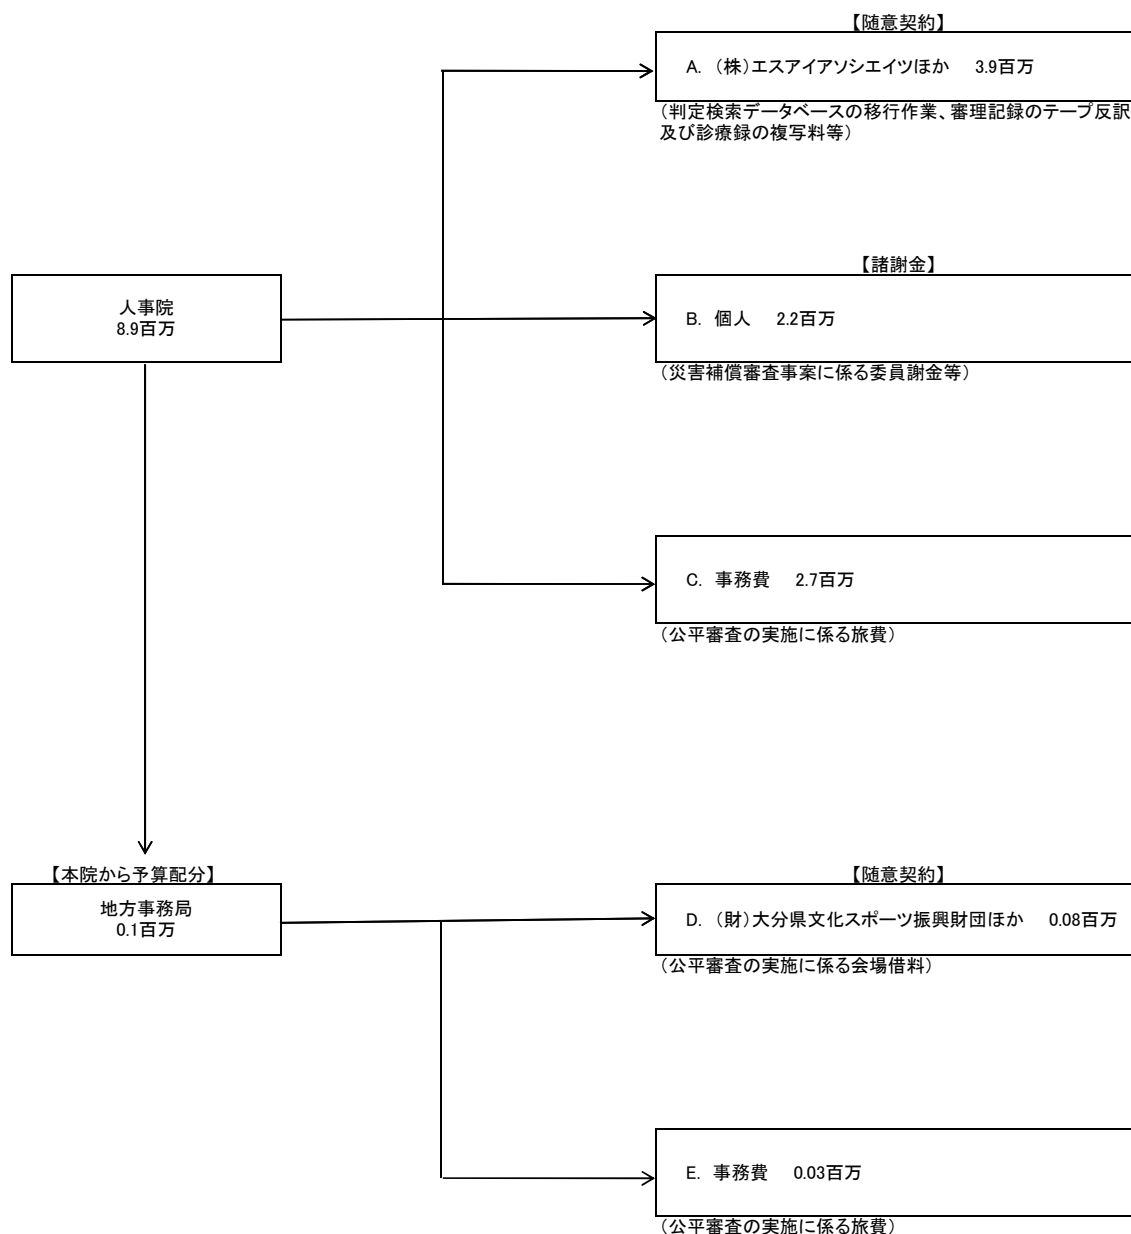 【随意契約】
A. （株）エスアイアソシエイツほか　3.9百万
（判定検索データベースの移行作業、審理記録のテープ反訳
及び診療録の複写料等）
【諸謝金】
人事院
8.9百万
B. 個人　2.2百万
（災害補償審査事案に係る委員謝金等）
C. 事務費　2.7百万
（公平審査の実施に係る旅費）
【本院から予算配分】
地方事務局
0.1百万
【随意契約】
D. （財）大分県文化スポーツ振興財団ほか　0.08百万
（公平審査の実施に係る会場借料）
E. 事務費　0.03百万
（公平審査の実施に係る旅費）